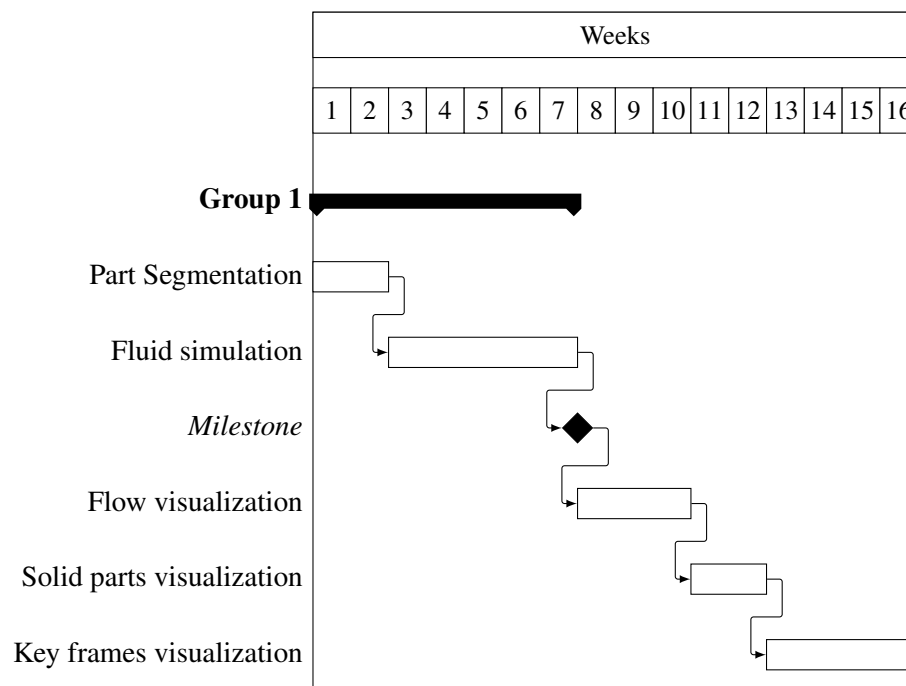 Weeks
1 2 3 4 5 6 7 8 9 10 11 12 13 14 15 16
Group 1
Part Segmentation
Fluid simulation
Milestone
Flow visualization
Solid parts visualization
Key frames visualization